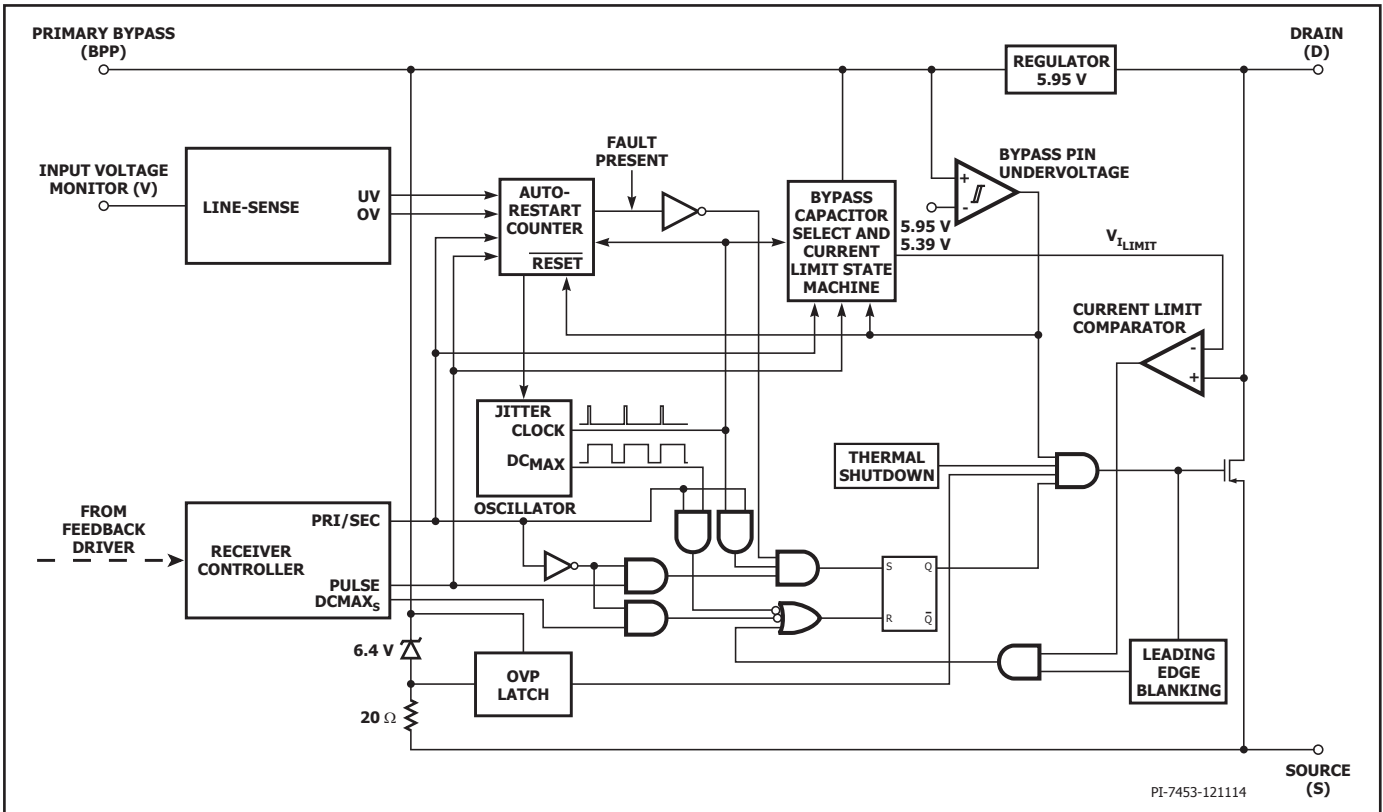 PRIMARY BYPASS
(BPP)
DRAIN
(D)
REGULATOR
5.95 V
INPUT VOLTAGE
MONITOR (V)
LINE-SENSE
UV
OV
AUTO-
RESTART
COUNTER
RESET
FAULT
PRESENT
BYPASS
CAPACITOR
SELECT AND
CURRENT
LIMIT STATE
MACHINE
+
-
BYPASS PIN
UNDERVOLTAGE
5.95 V
5.39 V
VILIMIT
CURRENT LIMIT
COMPARATOR
-
+
JITTER
CLOCK
DCMAX
OSCILLATOR
THERMAL
SHUTDOWN
FROM
FEEDBACK
DRIVER
RECEIVER
CONTROLLER
PRI/SEC
PULSE
DCMAXS
S Q
R Q̅
6.4 V
OVP
LATCH
20 Ω
LEADING
EDGE
BLANKING
SOURCE
(S)
PI-7453-121114